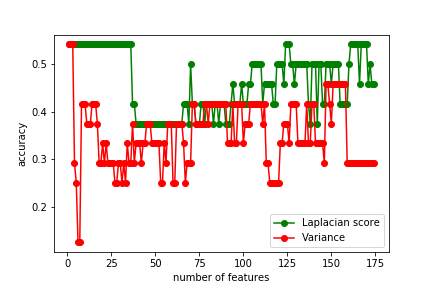 0.5
0.4
0.3
0.2
accuracy
0 25 50 75 100 125 150 175
number of features
Laplacian score
Variance